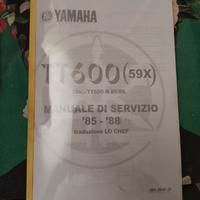 YAMAHA
TT600 (59X)
MANUALE DI SERVIZIO
'85 - '88
traduzione LO CHEF